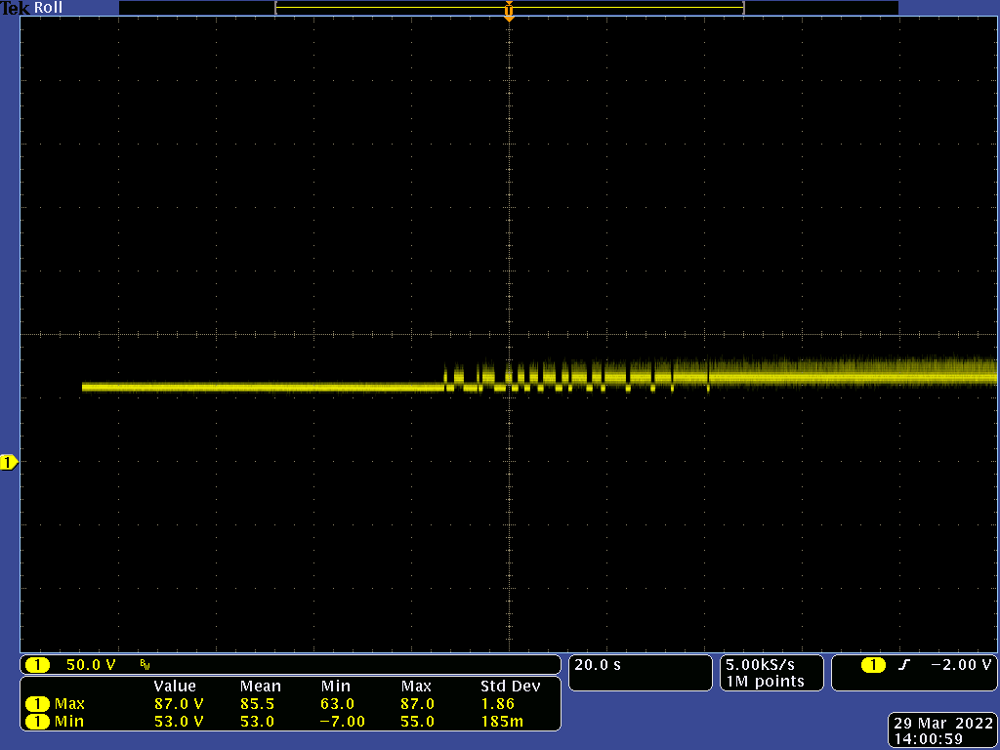 Tek Roll
T
1
1 50.0 V BW
20.0 s
5.00kS/s
1M points
1 −2.00 V
Value Mean Min Max Std Dev
1 Max 87.0 V 85.5 63.0 87.0 1.86
1 Min 53.0 V 53.0 −7.00 55.0 185m
29 Mar 2022
14:00:59